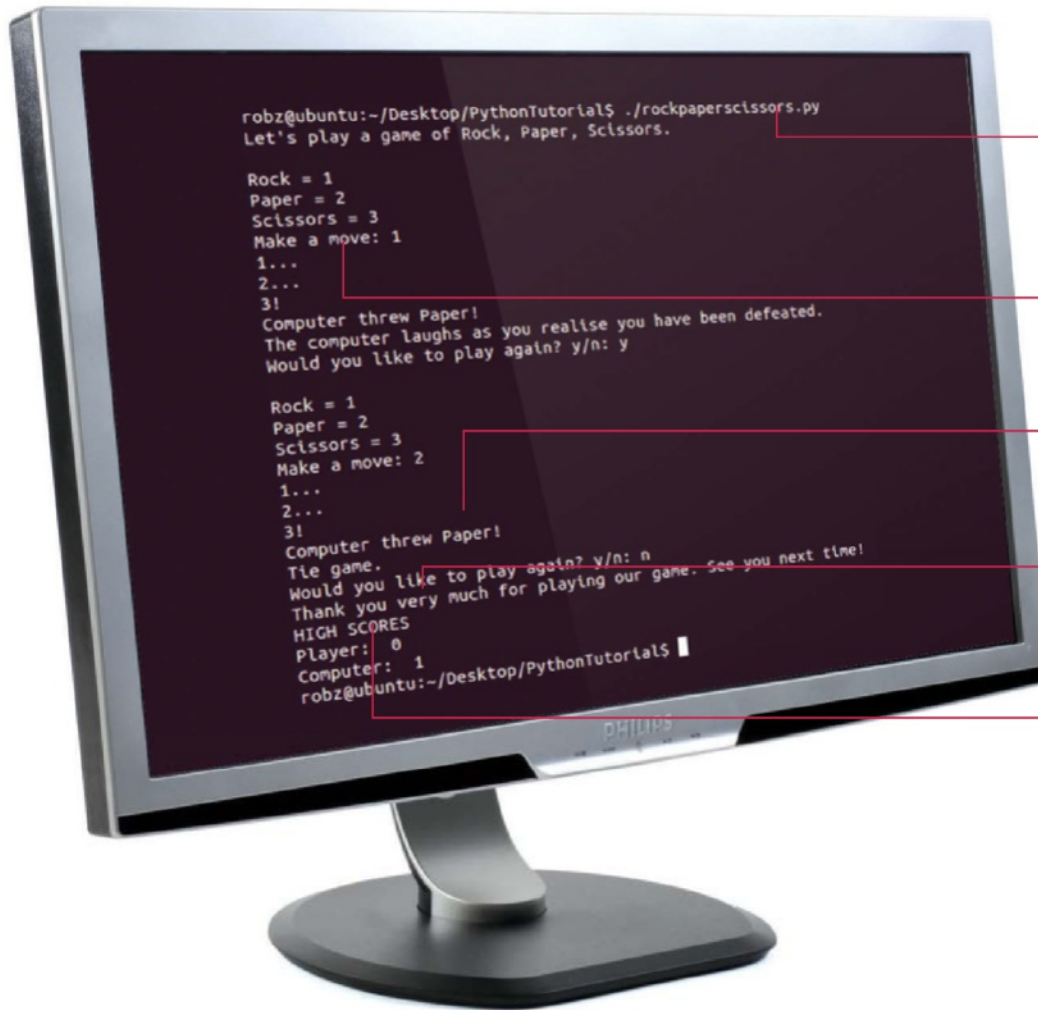 robz@ubuntu:~/Desktop/PythonTutorial$ ./rockpaperscissors.py
Let's play a game of Rock, Paper, Scissors.
Rock = 1
Paper = 2
Scissors = 3
Make a move: 1
1...
2...
3!
Computer threw Paper!
The computer laughs as you realise you have been defeated.
Would you like to play again? y/n: y
Rock = 1
Paper = 2
Scissors = 3
Make a move: 2
1...
2...
3!
Computer threw Paper!
Tie game.
Would you like to play again? y/n: n
Thank you very much for playing our game. See you next time!
HIGH SCORES
Player:  0
Computer:  1
robz@ubuntu:~/Desktop/PythonTutorial$
PHILIPS